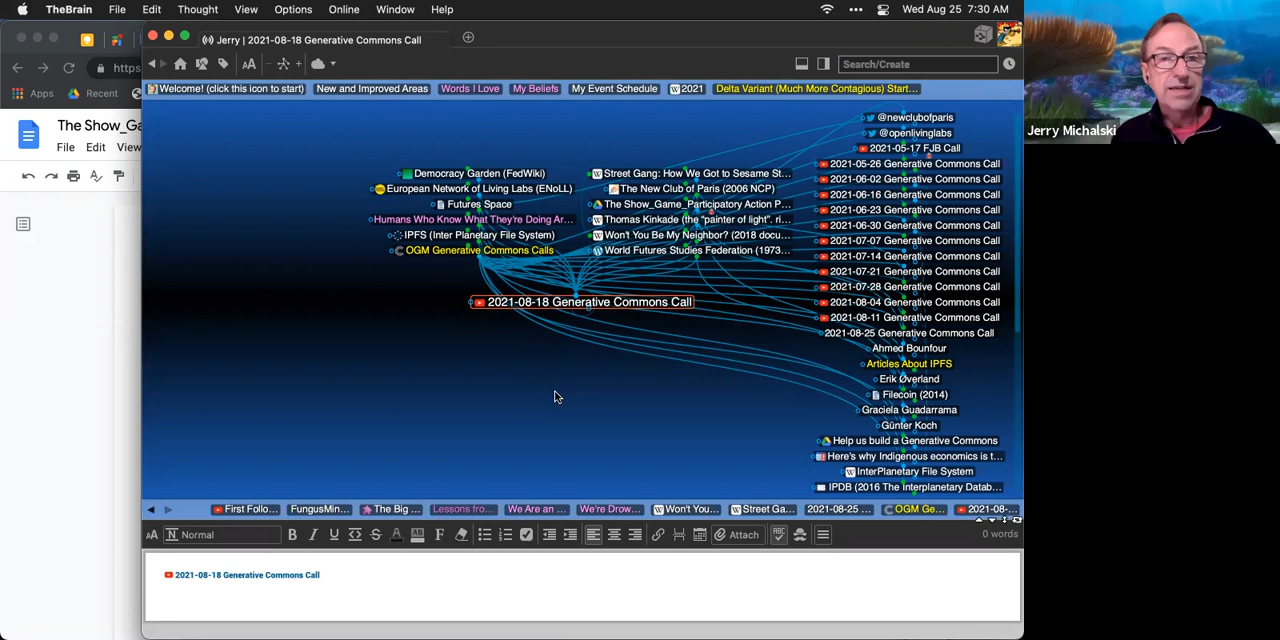 TheBrain File Edit Thought View Options Online Window Help Wed Aug 25 7:30 AM
Jerry | 2021-08-18 Generative Commons Call
https
Apps Recent
The Show_Ga
File Edit View
Search/Create
Welcome! (click this icon to start) New and Improved Areas Words I Love My Beliefs My Event Schedule 2021 Delta Variant (Much More Contagious) Start...
Democracy Garden (FedWiki)
European Network of Living Labs (ENoLL)
Futures Space
Humans Who Know What They're Doing Ar...
IPFS (Inter Planetary File System)
OGM Generative Commons Calls
Street Gang: How We Got to Sesame St...
The New Club of Paris (2006 NCP)
The Show_Game_Participatory Action P...
Thomas Kinkade (the "painter of light". ri...
Won't You Be My Neighbor? (2018 docu...
World Futures Studies Federation (1973...
2021-08-18 Generative Commons Call
@newclubofparis
@openlivinglabs
2021-05-17 FJB Call
2021-05-26 Generative Commons Call
2021-06-02 Generative Commons Call
2021-06-16 Generative Commons Call
2021-06-23 Generative Commons Call
2021-06-30 Generative Commons Call
2021-07-07 Generative Commons Call
2021-07-14 Generative Commons Call
2021-07-21 Generative Commons Call
2021-07-28 Generative Commons Call
2021-08-04 Generative Commons Call
2021-08-11 Generative Commons Call
2021-08-25 Generative Commons Call
Ahmed Bounfour
Articles About IPFS
Erik Øverland
Filecoin (2014)
Graciela Guadarrama
Günter Koch
Help us build a Generative Commons
Here's why Indigenous economics is t...
InterPlanetary File System
IPDB (2016 The Interplanetary Datab...
First Follo... FungusMin... The Big ... Lessons fro... We Are an ... We're Drow... Won't You... Street Ga... 2021-08-25 ... OGM Ge... 2021-08-...
Normal B I U S A F Attach 0 words
2021-08-18 Generative Commons Call
Jerry Michalski